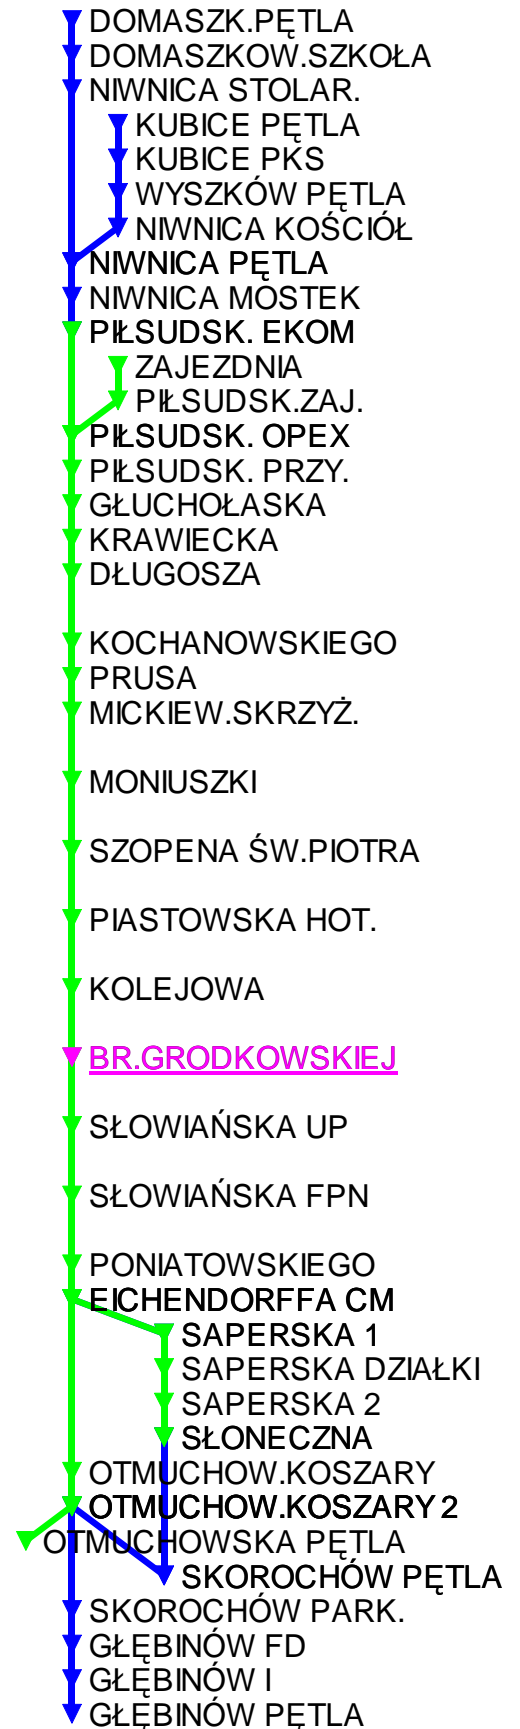 DOMASZK.PĘTLA
DOMASZKOW.SZKOŁA
NIWNICA STOLAR.
KUBICE PĘTLA
KUBICE PKS
WYSZKÓW PĘTLA
NIWNICA KOŚCIÓŁ
NIWNICA PĘTLA
NIWNICA MOSTEK
PIŁSUDSK. EKOM
ZAJEZDNIA
PIŁSUDSK.ZAJ.
PIŁSUDSK. OPEX
PIŁSUDSK. PRZY.
GŁUCHOŁASKA
KRAWIECKA
DŁUGOSZA
KOCHANOWSKIEGO
PRUSA
MICKIEW.SKRZYŻ.
MONIUSZKI
SZOPENA ŚW.PIOTRA
PIASTOWSKA HOT.
KOLEJOWA
BR.GRODKOWSKIEJ
SŁOWIAŃSKA UP
SŁOWIAŃSKA FPN
PONIATOWSKIEGO
EICHENDORFFA CM
SAPERSKA 1
SAPERSKA DZIAŁKI
SAPERSKA 2
SŁONECZNA
OTMUCHOW.KOSZARY
OTMUCHOW.KOSZARY 2
OTMUCHOWSKA PĘTLA
SKOROCHÓW PĘTLA
SKOROCHÓW PARK.
GŁĘBINÓW FD
GŁĘBINÓW I
GŁĘBINÓW PĘTLA